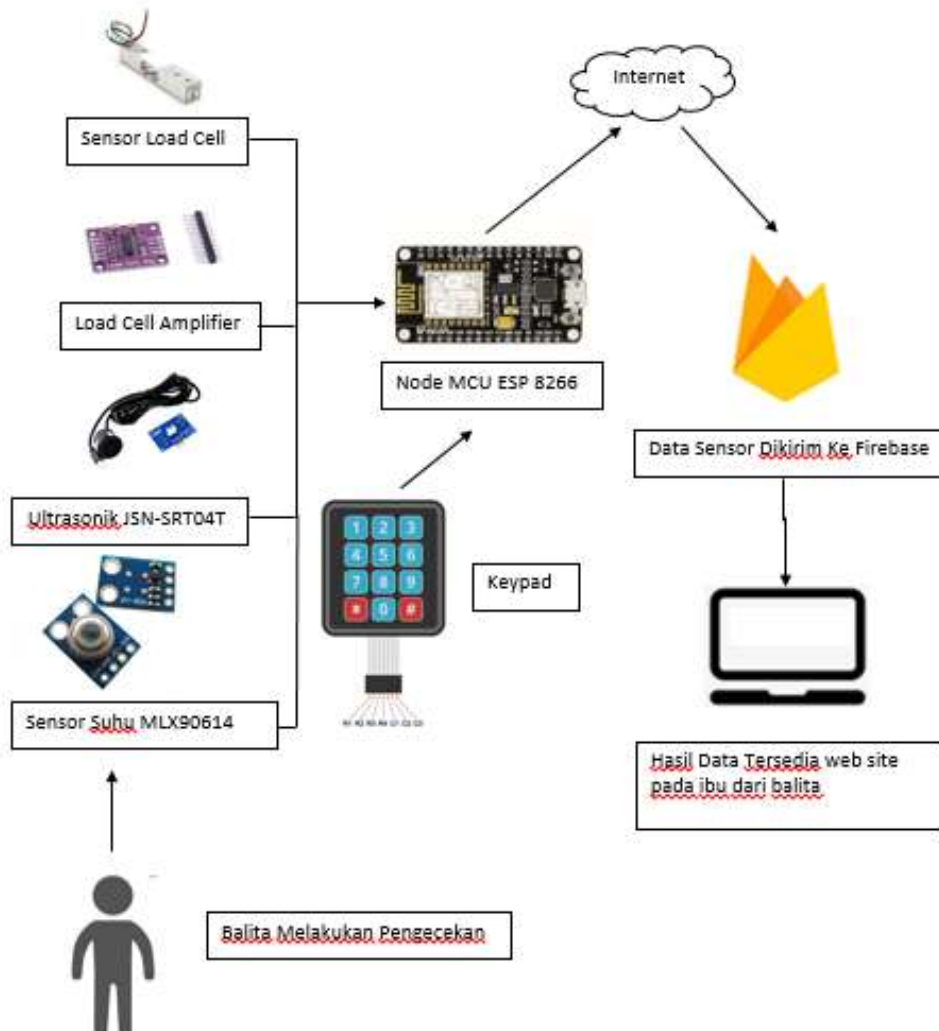 Internet
Sensor Load Cell
Load Cell Amplifier
Node MCU ESP 8266
Data Sensor Dikirim Ke Firebase
Ultrasonik JSN-SRT04T
1 2 3
4 5 6
7 8 9
* 0 #
Keypad
Sensor Suhu MLX90614
Hasil Data Tersedia web site
pada ibu dari balita
Balita Melakukan Pengecekan